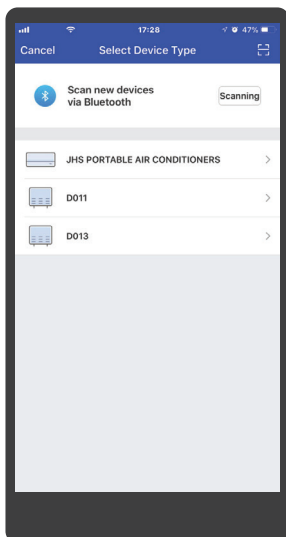 17:28
47%
Cancel
Select Device Type
Scan new devices
via Bluetooth
Scanning
JHS PORTABLE AIR CONDITIONERS
D011
D013